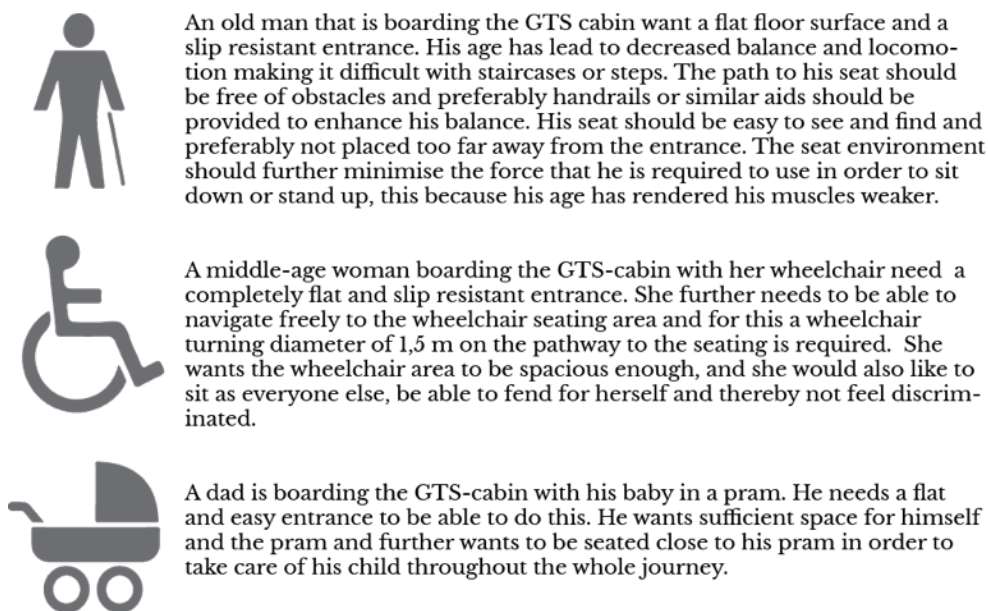 An old man that is boarding the GTS cabin want a flat floor surface and a
slip resistant entrance. His age has lead to decreased balance and locomo-
tion making it difficult with staircases or steps. The path to his seat should
be free of obstacles and preferably handrails or similar aids should be
provided to enhance his balance. His seat should be easy to see and find and
preferably not placed too far away from the entrance. The seat environment
should further minimise the force that he is required to use in order to sit
down or stand up, this because his age has rendered his muscles weaker.
A middle-age woman boarding the GTS-cabin with her wheelchair need a
completely flat and slip resistant entrance. She further needs to be able to
navigate freely to the wheelchair seating area and for this a wheelchair
turning diameter of 1,5 m on the pathway to the seating is required. She
wants the wheelchair area to be spacious enough, and she would also like to
sit as everyone else, be able to fend for herself and thereby not feel discrim-
inated.
A dad is boarding the GTS-cabin with his baby in a pram. He needs a flat
and easy entrance to be able to do this. He wants sufficient space for himself
and the pram and further wants to be seated close to his pram in order to
take care of his child throughout the whole journey.